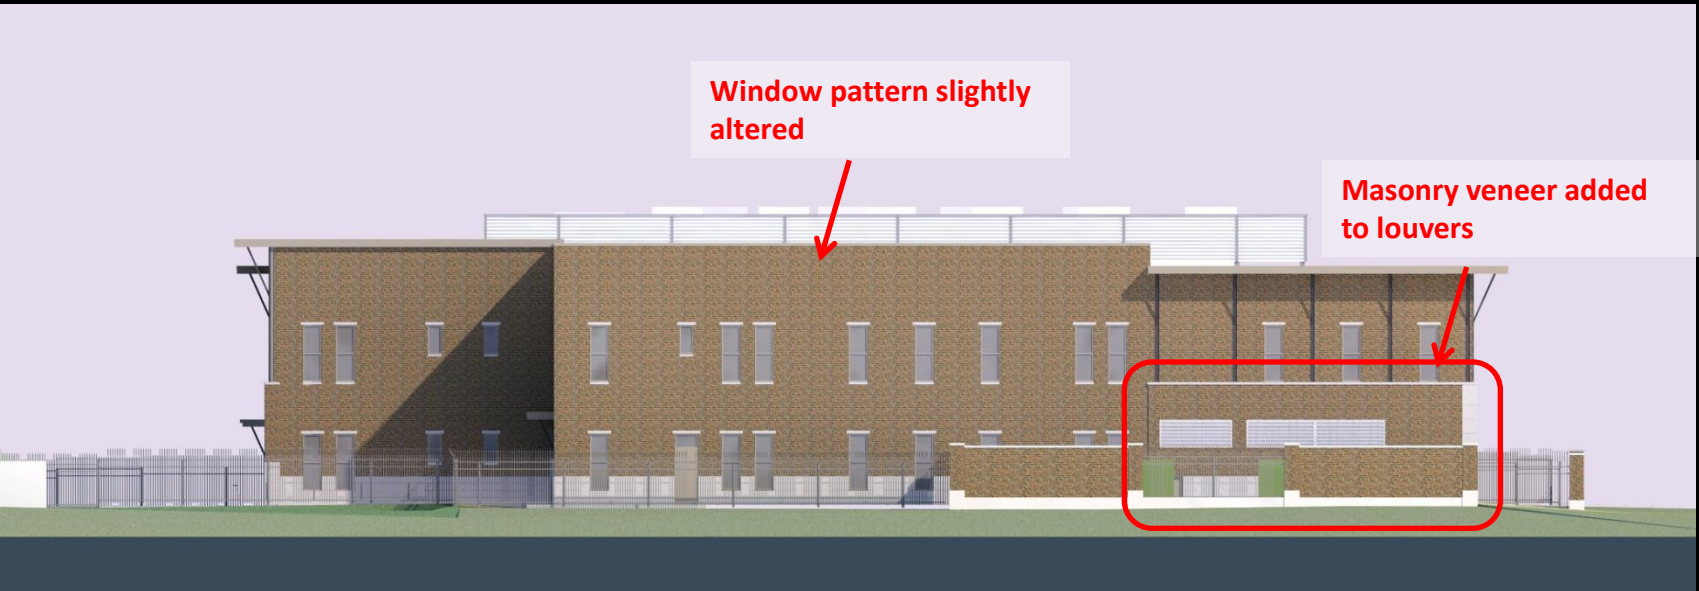 Window pattern slightly
altered
Masonry veneer added
to louvers